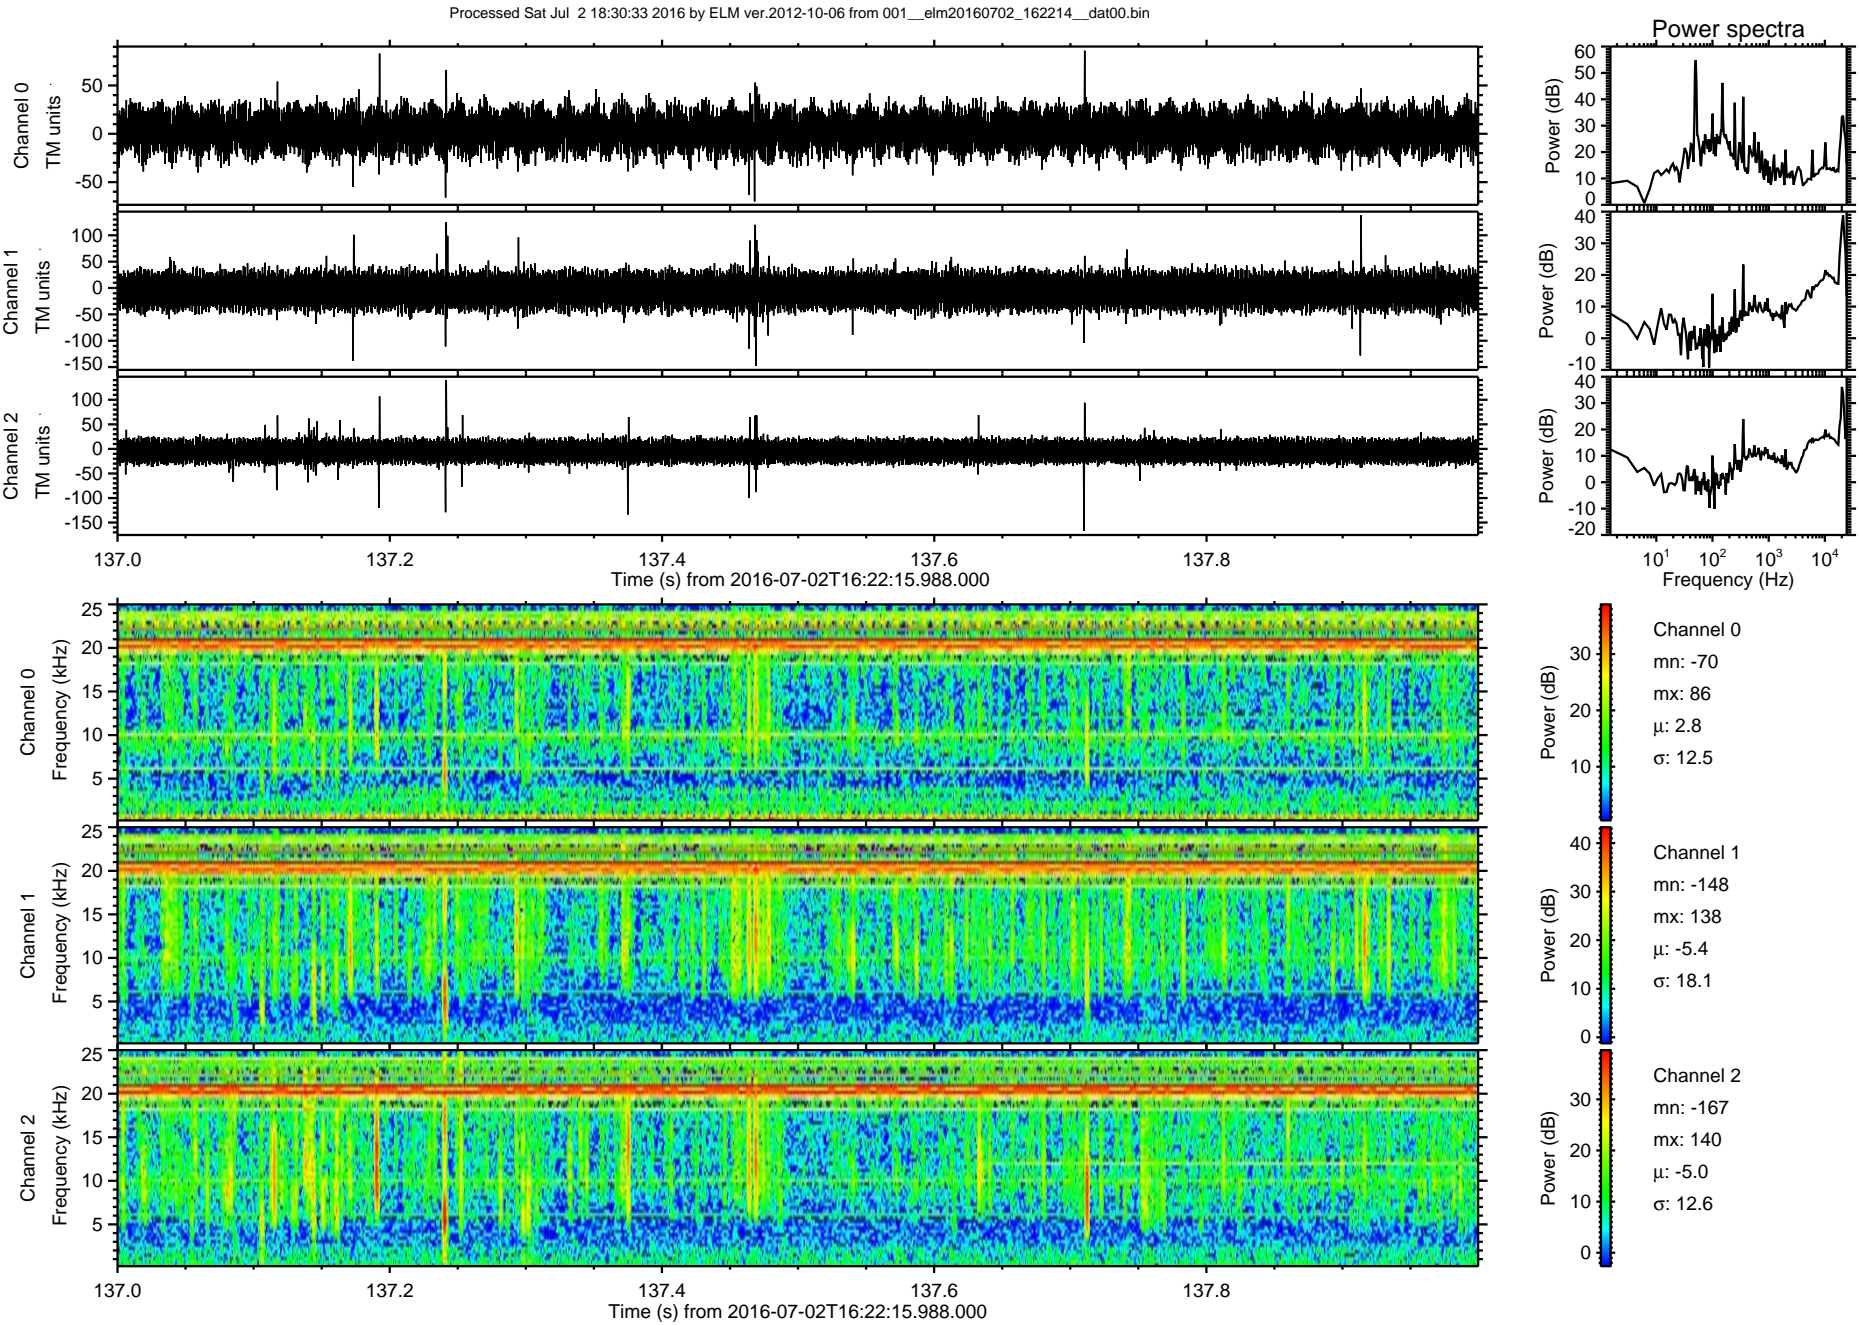 Processed Sat Jul  2 18:30:33 2016 by ELM ver.2012-10-06 from 001__elm20160702_162214__dat00.bin
Power spectra
Channel 0
TM units
50
0
-50
Power (dB)
60
50
40
30
20
10
0
Channel 1
TM units
100
50
0
-50
-100
-150
Power (dB)
40
30
20
10
0
-10
Channel 2
TM units
100
50
0
-50
-100
-150
Power (dB)
40
30
20
10
0
-10
-20
137.0 137.2 137.4 137.6 137.8
Time (s) from 2016-07-02T16:22:15.988.000
10¹ 10² 10³ 10⁴
Frequency (Hz)
Channel 0
Frequency (kHz)
25
20
15
10
5
Power (dB)
30
20
10
Channel 0
mn: -70
mx: 86
µ: 2.8
σ: 12.5
Channel 1
Frequency (kHz)
25
20
15
10
5
Power (dB)
40
30
20
10
0
Channel 1
mn: -148
mx: 138
µ: -5.4
σ: 18.1
Channel 2
Frequency (kHz)
25
20
15
10
5
Power (dB)
30
20
10
0
Channel 2
mn: -167
mx: 140
µ: -5.0
σ: 12.6
137.0 137.2 137.4 137.6 137.8
Time (s) from 2016-07-02T16:22:15.988.000